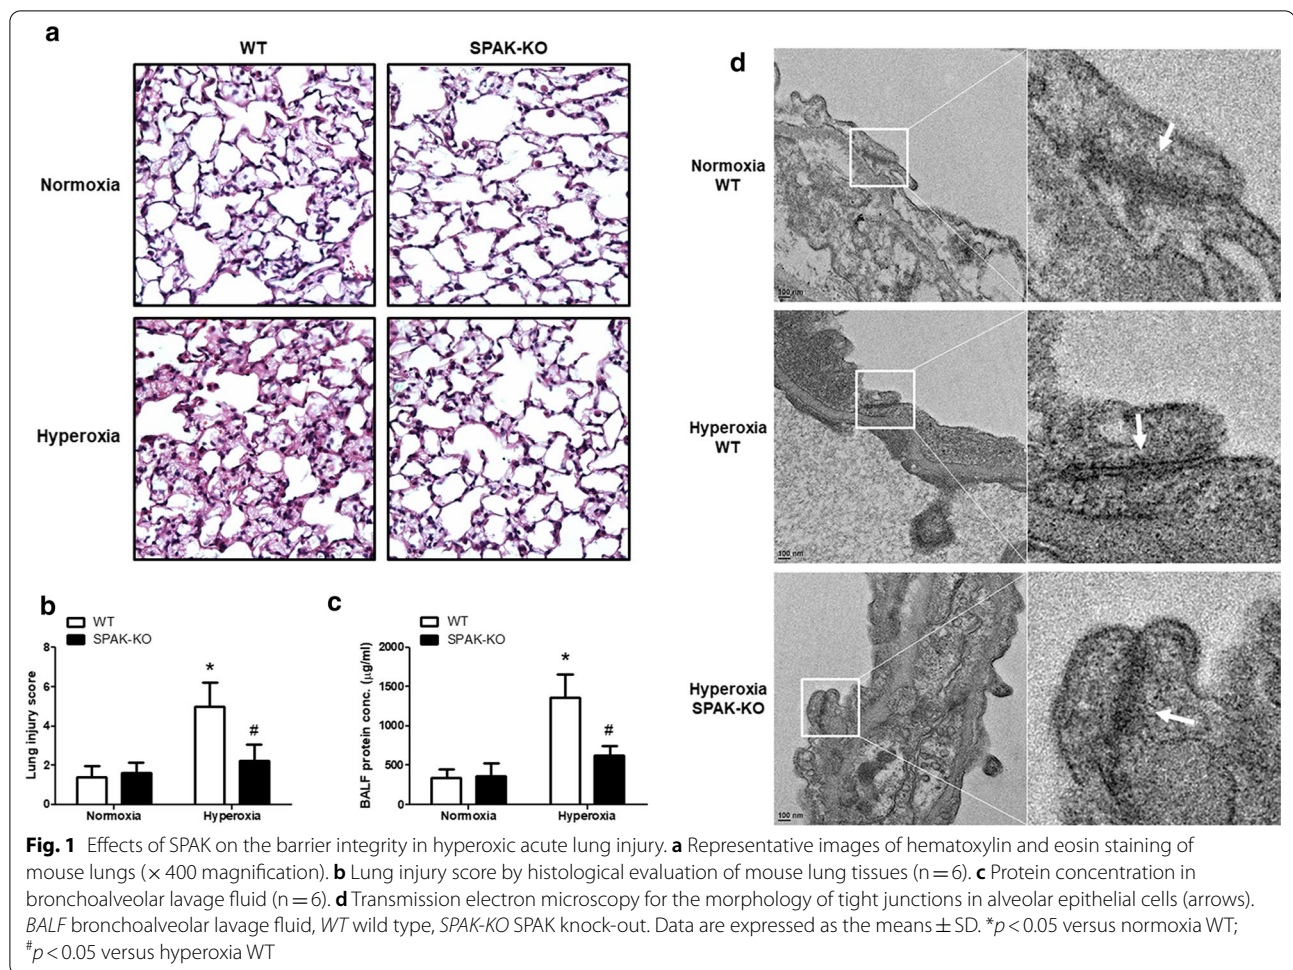 a
WT
SPAK-KO
Normoxia
Hyperoxia
b
WT
SPAK-KO
Lung injury score
8
6
4
2
0
*
#
Normoxia
Hyperoxia
c
WT
SPAK-KO
BALF protein conc. (µg/ml)
2000
1500
1000
500
0
*
#
Normoxia
Hyperoxia
d
Normoxia
WT
100 nm
Hyperoxia
WT
100 nm
Hyperoxia
SPAK-KO
100 nm
Fig. 1 Effects of SPAK on the barrier integrity in hyperoxic acute lung injury. a Representative images of hematoxylin and eosin staining of
mouse lungs (× 400 magnification). b Lung injury score by histological evaluation of mouse lung tissues (n = 6). c Protein concentration in
bronchoalveolar lavage fluid (n = 6). d Transmission electron microscopy for the morphology of tight junctions in alveolar epithelial cells (arrows).
BALF bronchoalveolar lavage fluid, WT wild type, SPAK-KO SPAK knock-out. Data are expressed as the means ± SD. *p < 0.05 versus normoxia WT;
#p < 0.05 versus hyperoxia WT